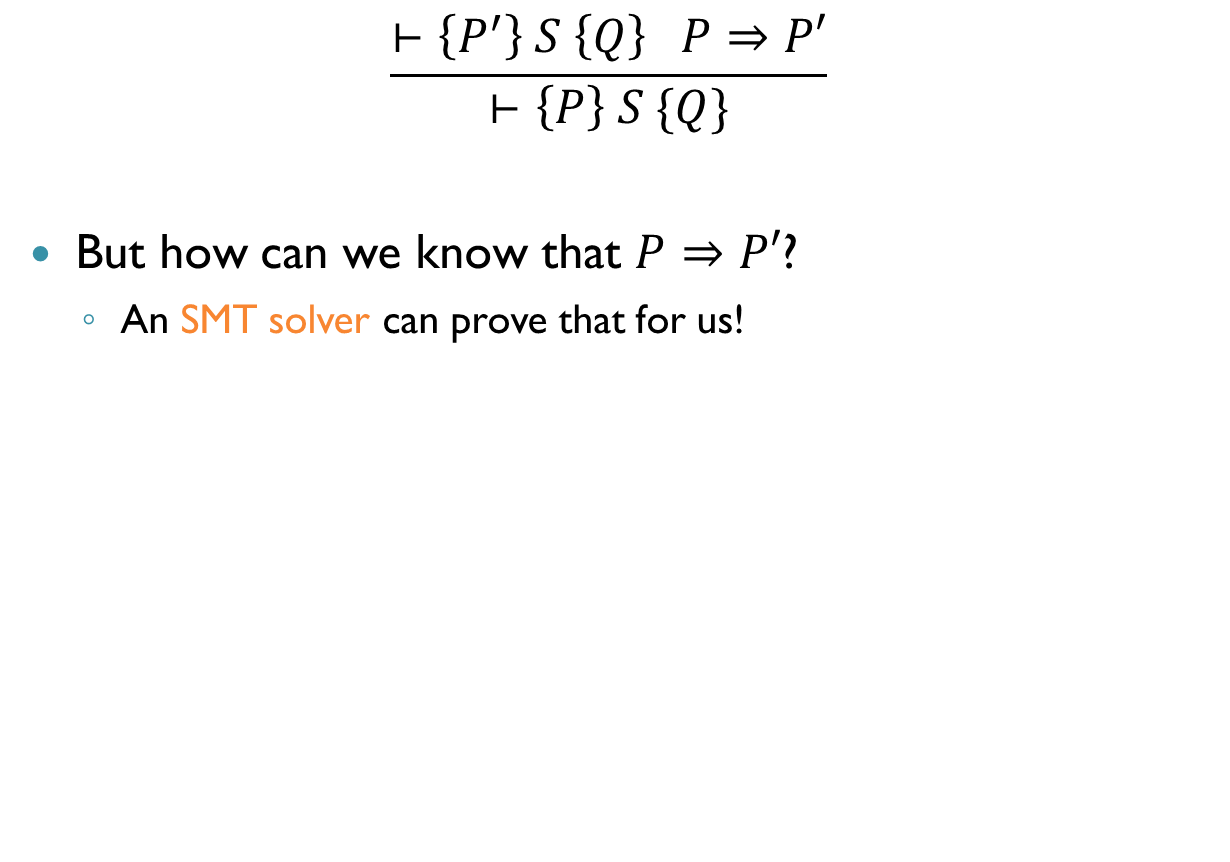 ⊢ {P′} S {Q}   P ⇒ P′
⊢ {P} S {Q}
• But how can we know that P ⇒ P′?
◦ An SMT solver can prove that for us!